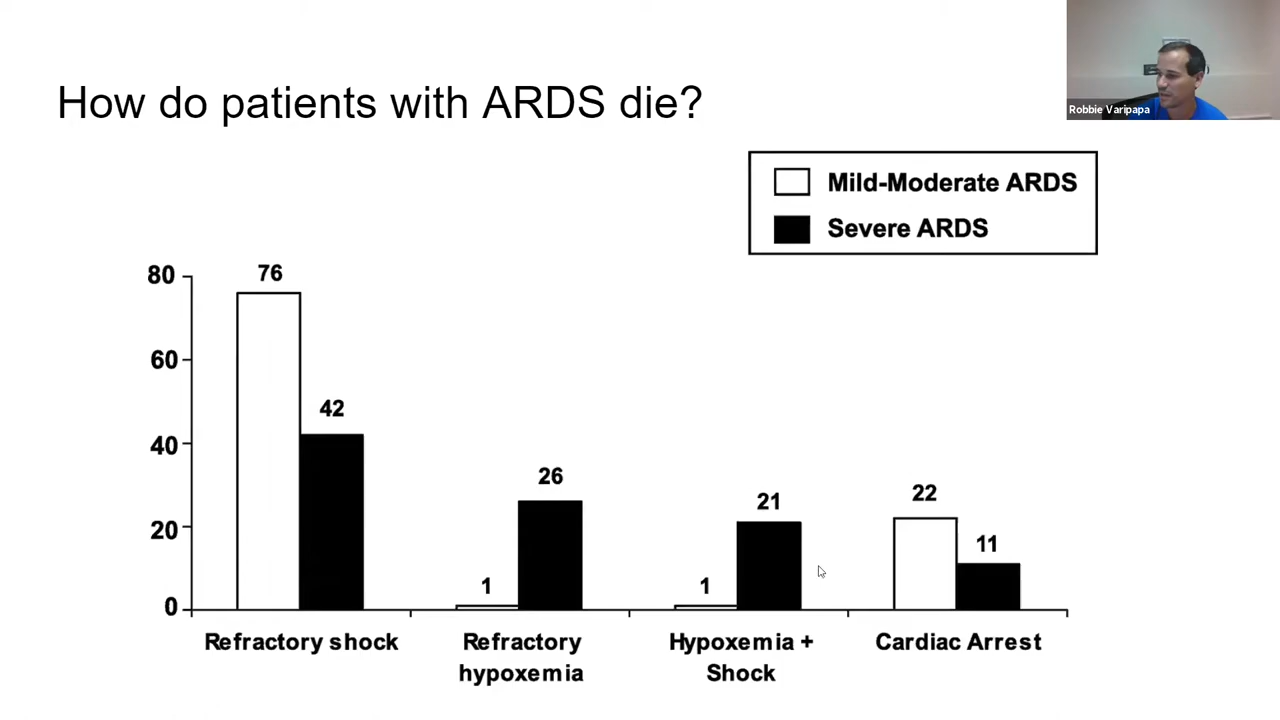 How do patients with ARDS die?
Robbie Varipapa
Mild-Moderate ARDS
Severe ARDS
80
60
40
20
0
76
42
1
26
1
21
22
11
Refractory shock
Refractory
hypoxemia
Hypoxemia +
Shock
Cardiac Arrest